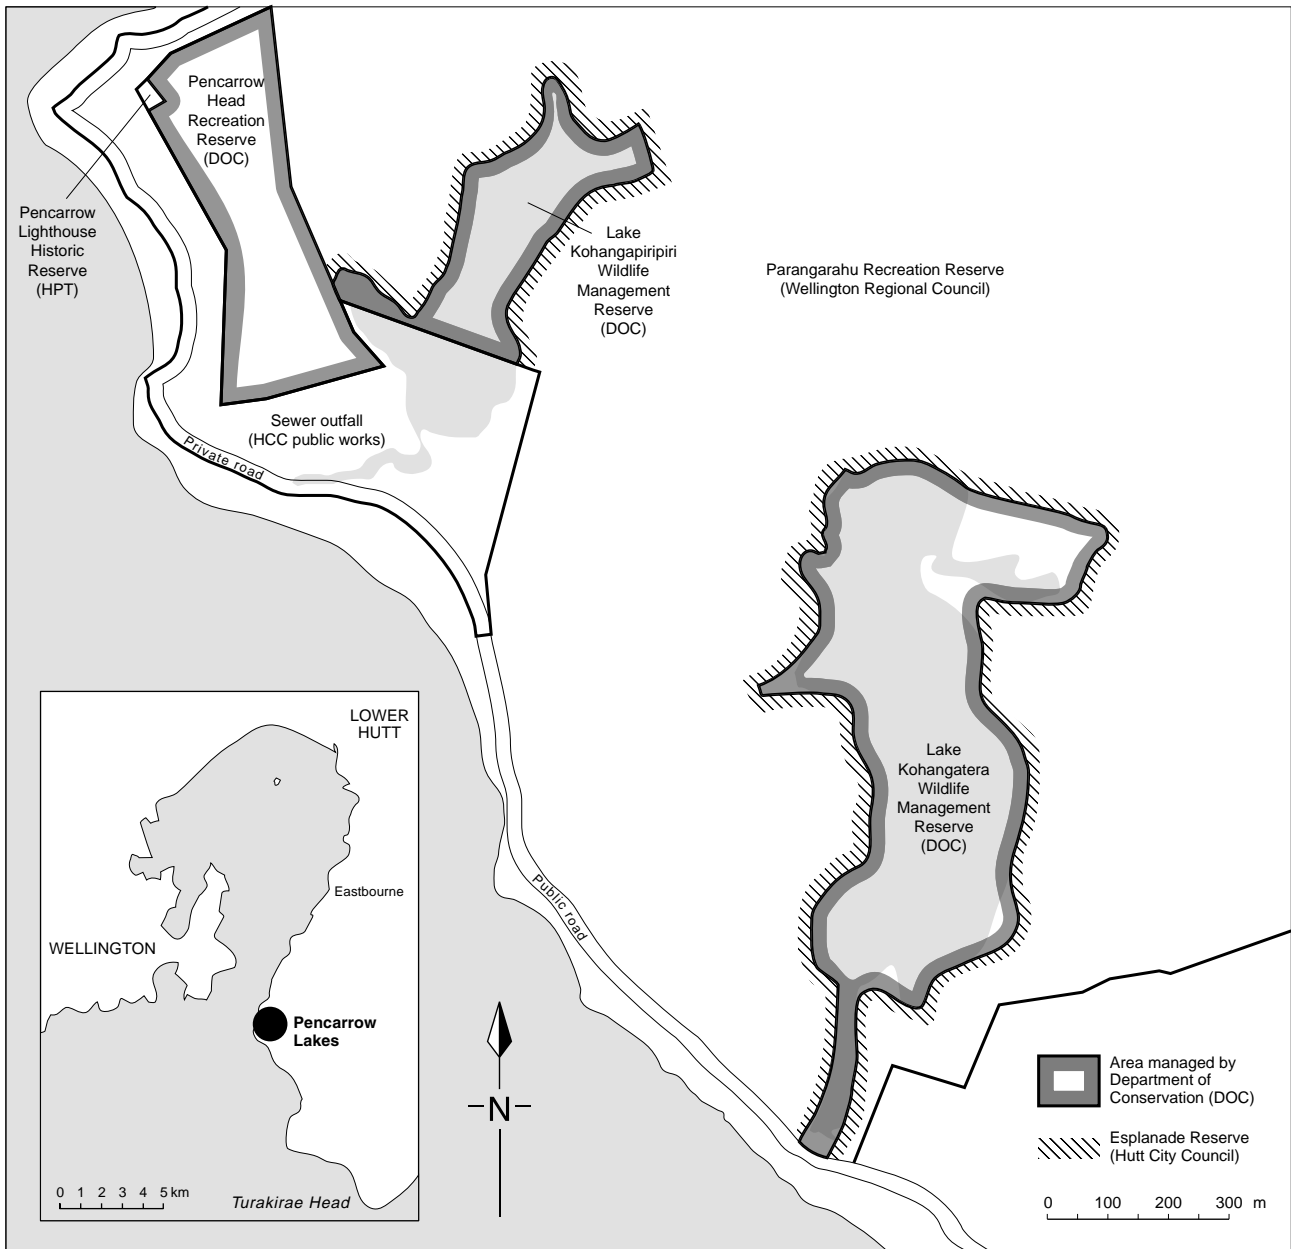 Pencarrow
Head
Recreation
Reserve
(DOC)
Pencarrow
Lighthouse
Historic
Reserve
(HPT)
Lake
Kohangapiripiri
Wildlife
Management
Reserve
(DOC)
Parangarahu Recreation Reserve
(Wellington Regional Council)
Sewer outfall
(HCC public works)
Private road
Lake
Kohangatera
Wildlife
Management
Reserve
(DOC)
Public road
LOWER
HUTT
Eastbourne
WELLINGTON
Pencarrow
Lakes
0 1 2 3 4 5 km
Turakirae Head
N
Area managed by
Department of
Conservation (DOC)
Esplanade Reserve
(Hutt City Council)
0 100 200 300 m